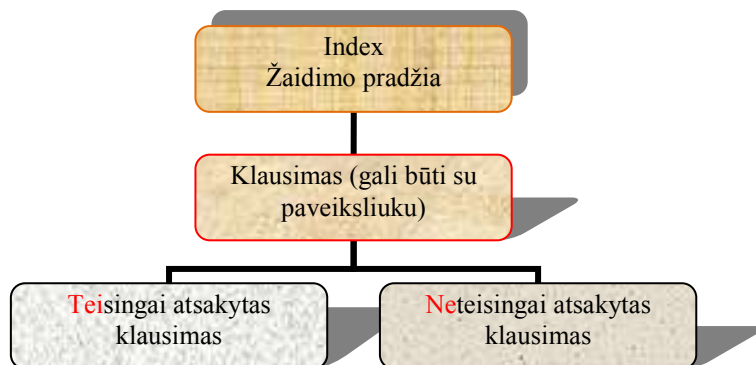 Index
Žaidimo pradžia
Klausimas (gali būti su
paveiksliuku)
Teisingai atsakytas
klausimas
Neteisingai atsakytas
klausimas